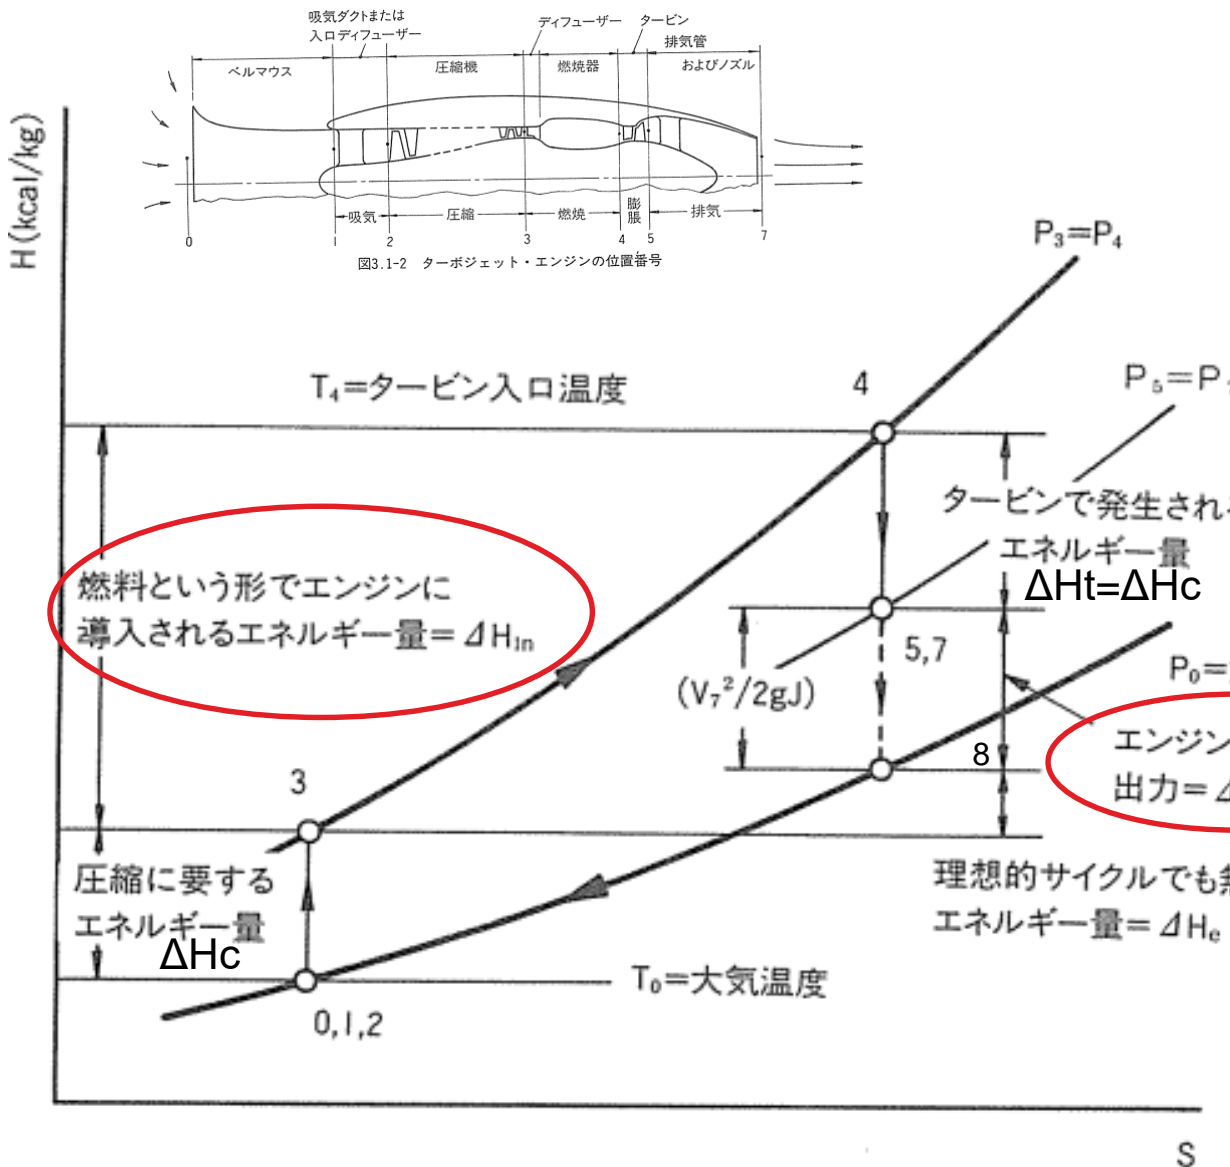 吸気ダクトまたは
入口ディフューザー
ディフューザー
タービン
ベルマウス
圧縮機
燃焼器
排気管
およびノズル
吸気
圧縮
燃焼
膨脹
排気
0
1
2
3
4
5
7
図3.1-2 ターボジェット・エンジンの位置番号
H(kcal/kg)
P₃=P₄
T₄=タービン入口温度
4
P₅=P
タービンで発生され
エネルギー量
ΔHt=ΔHc
燃料という形でエンジンに
導入されるエネルギー量=ΔHin
5,7
(V₇²/2gJ)
P₀=
エンジン
出力=Δ
8
3
圧縮に要する
エネルギー量
ΔHc
理想的サイクルでも
エネルギー量=ΔHe
T₀=大気温度
0,1,2
S